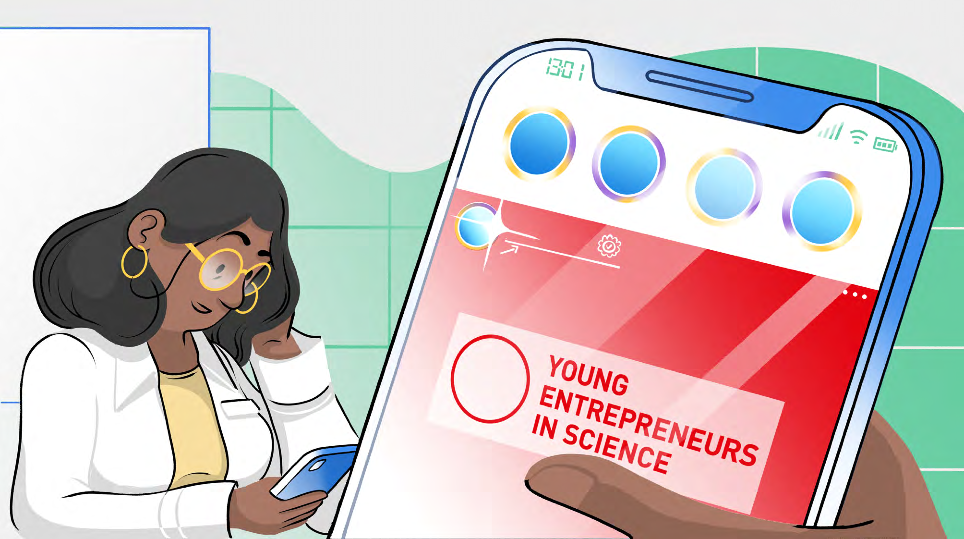 13:01
YOUNG
ENTREPRENEURS
IN SCIENCE